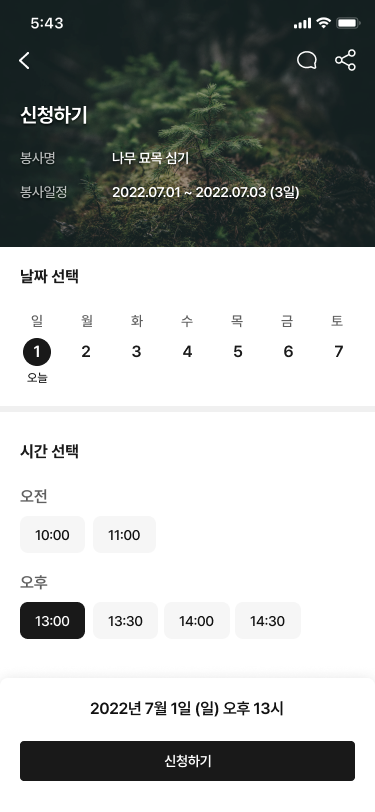 5:43
신청하기
봉사명 나무 묘목 심기
봉사일정 2022.07.01 ~ 2022.07.03 (3일)
날짜 선택
일 월 화 수 목 금 토
1 2 3 4 5 6 7
오늘
시간 선택
오전
10:00 11:00
오후
13:00 13:30 14:00 14:30
2022년 7월 1일 (일) 오후 13시
신청하기